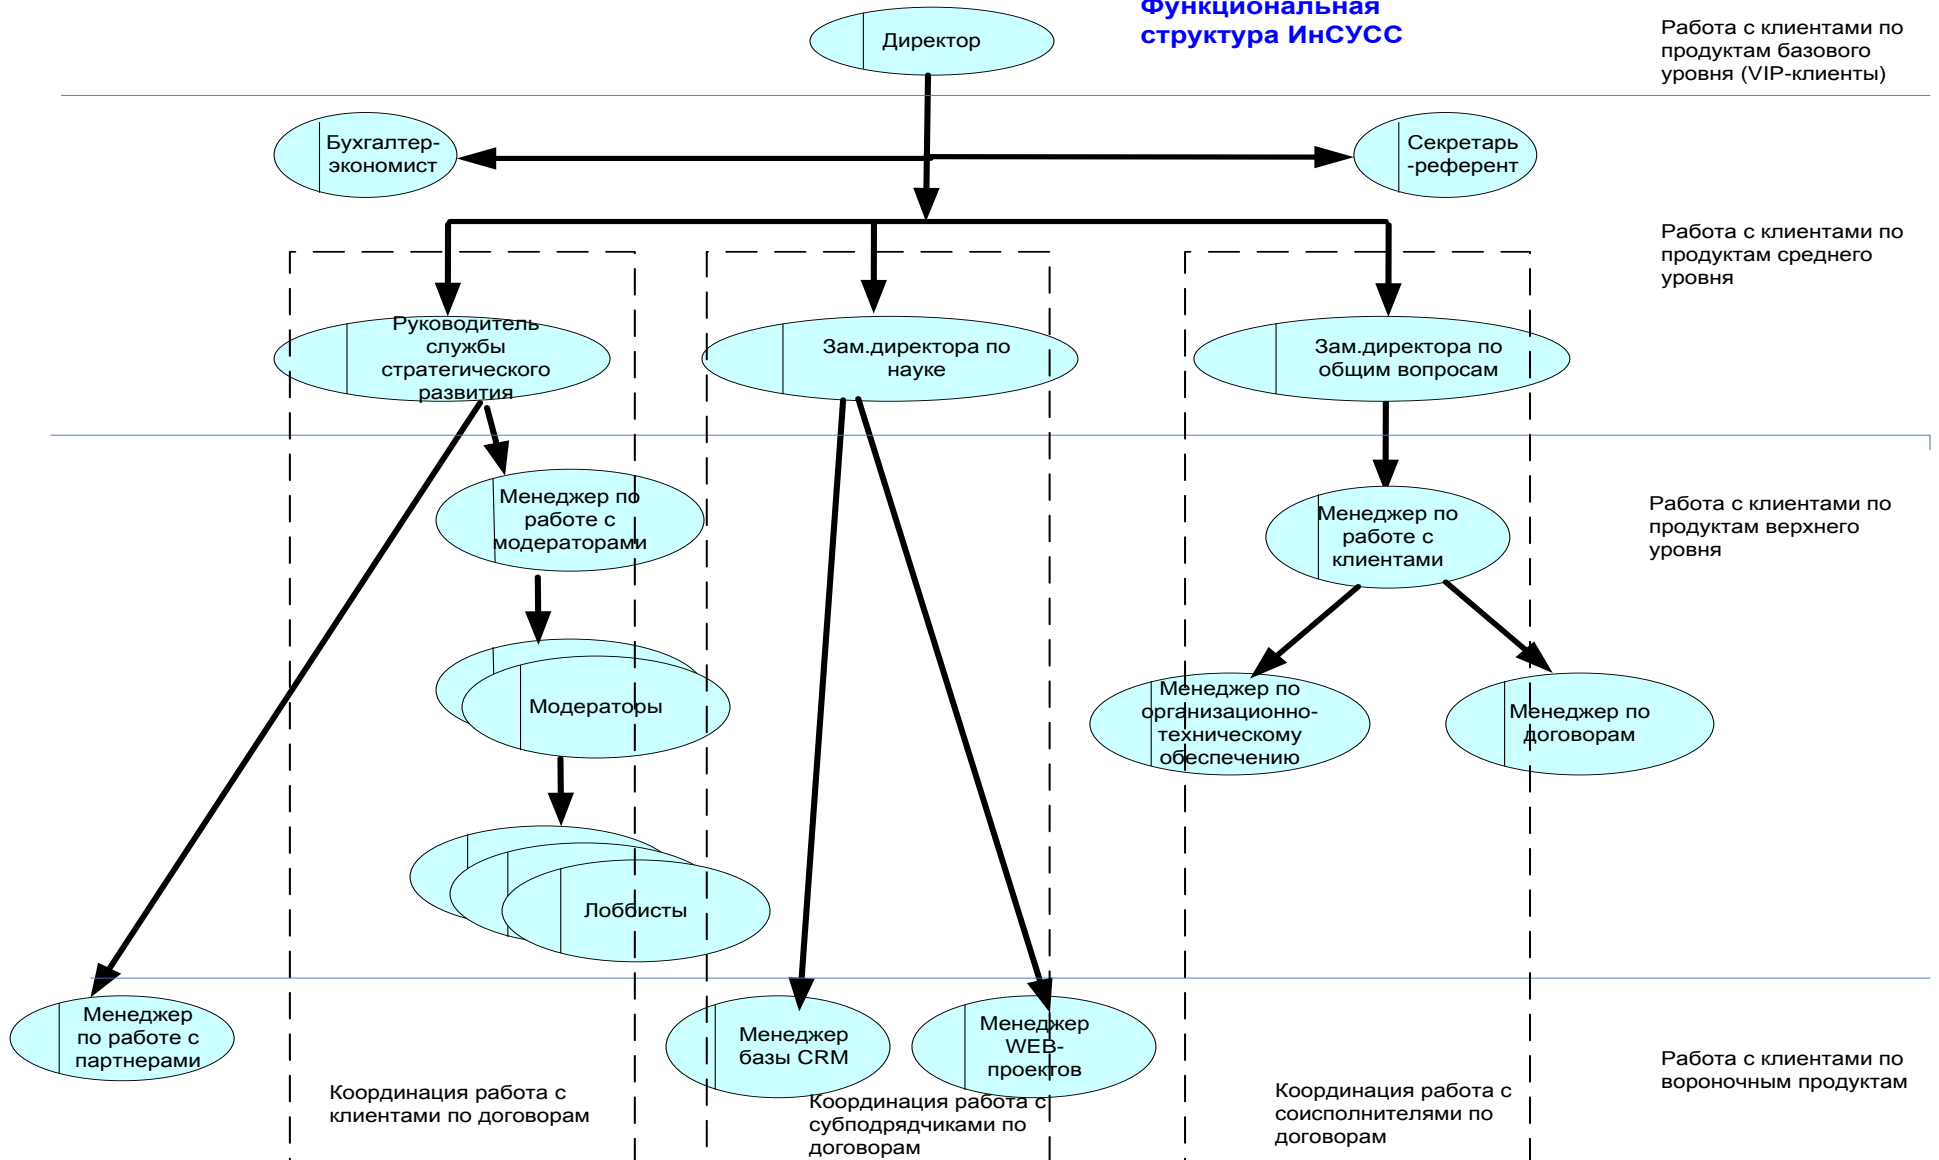 Функциональная
структура ИнСУСС
Директор
Работа с клиентами по
продуктам базового
уровня (VIP-клиенты)
Бухгалтер-
экономист
Секретарь
-референт
Работа с клиентами по
продуктам среднего
уровня
Руководитель
службы
стратегического
развития
Зам.директора по
науке
Зам.директора по
общим вопросам
Менеджер по
работе с
модераторами
Менеджер по
работе с
клиентами
Работа с клиентами по
продуктам верхнего
уровня
Модераторы
Менеджер по
организационно-
техническому
обеспечению
Менеджер по
договорам
Лоббисты
Менеджер
по работе с
партнерами
Менеджер
базы CRM
Менеджер
WEB-
проектов
Работа с клиентами по
вороночным продуктам
Координация работа с
клиентами по договорам
Координация работа с
субподрядчиками по
договорам
Координация работа с
соисполнителями по
договорам